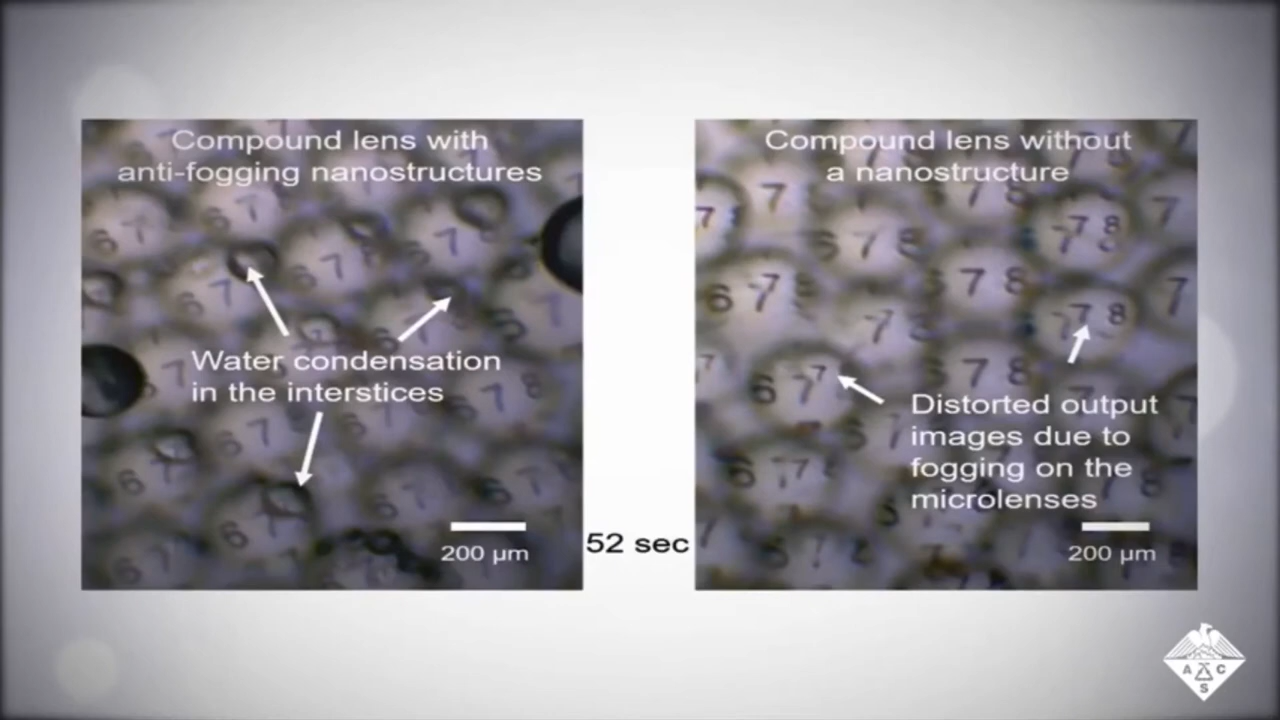 Compound lens with
anti-fogging nanostructures
Water condensation
in the interstices
200 µm
52 sec
Compound lens without
a nanostructure
Distorted output
images due to
fogging on the
microlenses
200 µm
A C
S